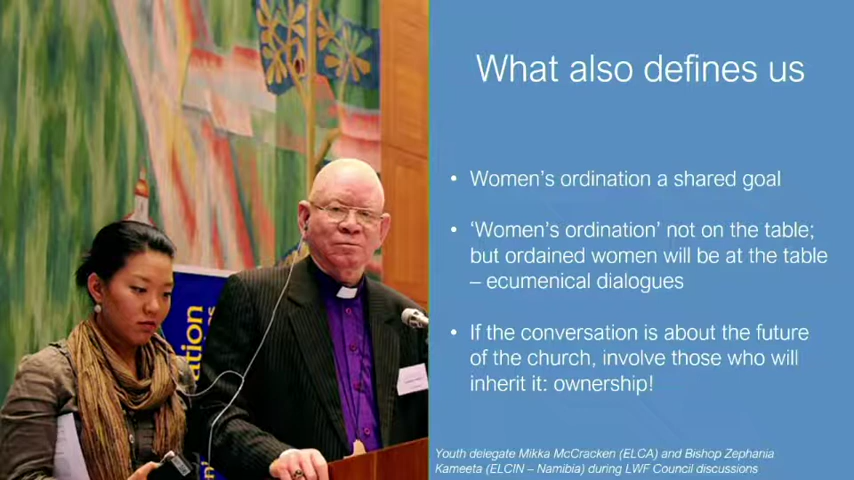 What also defines us
• Women's ordination a shared goal
• ‘Women's ordination’ not on the table;
but ordained women will be at the table
– ecumenical dialogues
• If the conversation is about the future
of the church, involve those who will
inherit it: ownership!
Youth delegate Mikka McCracken (ELCA) and Bishop Zephania
Kameeta (ELCIN – Namibia) during LWF Council discussions
ation